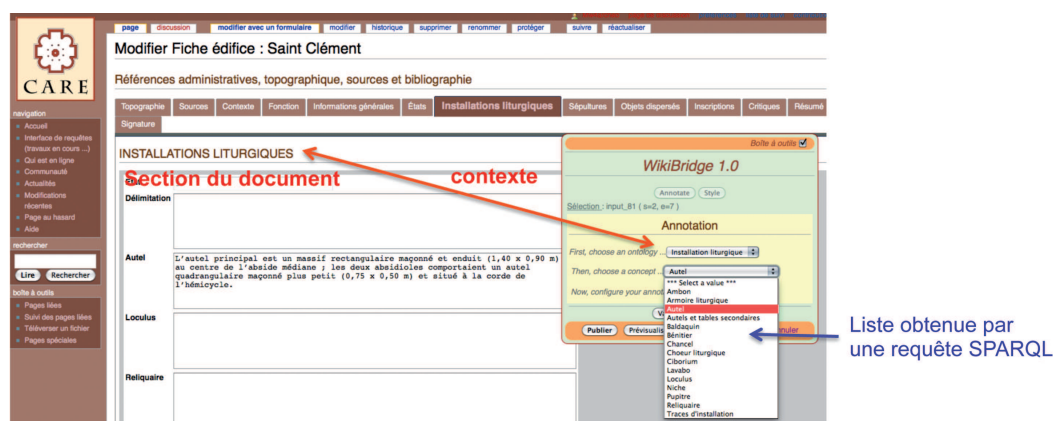 page discussion modifier avec un formulaire modifier historique supprimer renommer protéger suivre réactualiser
Modifier Fiche édifice : Saint Clément
Références administratives, topographique, sources et bibliographie
Topographie Sources Contexte Fonction Informations générales États Installations liturgiques Sépultures Objets dispersés Inscriptions Critiques Résumé
Signature
CARE
navigation
Accueil
Interface de requêtes
(travaux en cours ...)
Qui est en ligne
Communauté
Actualités
Modifications
récentes
Page au hasard
Aide
rechercher
Lire Rechercher
boîte à outils
Pages liées
Suivi des pages liées
Téléverser un fichier
Pages spéciales
INSTALLATIONS LITURGIQUES
Section du document
contexte
Délimitation
Autel
L'autel principal est un massif rectangulaire maçonné et enduit (1,40 x 0,90 m)
au centre de l'abside médiane ; les deux absidioles comportaient un autel
quadrangulaire maçonné plus petit (0,75 x 0,50 m) et situé à la corde de
l'hémicycle.
Loculus
Reliquaire
Boîte à outils
WikiBridge 1.0
Annotate Style
Sélection : input_81 ( s=2, e=7 )
Annotation
First, choose an ontology ... Installation liturgique
Then, choose a concept ... Autel
Now, configure your annot
*** Select a value ***
Ambon
Armoire liturgique
Autel
Autels et tables secondaires
Baldaquin
Bénitier
Chancel
Choeur liturgique
Ciborium
Lavabo
Loculus
Niche
Pupitre
Reliquaire
Traces d'installation
Publier Prévisualis nuler
Liste obtenue par
une requête SPARQL